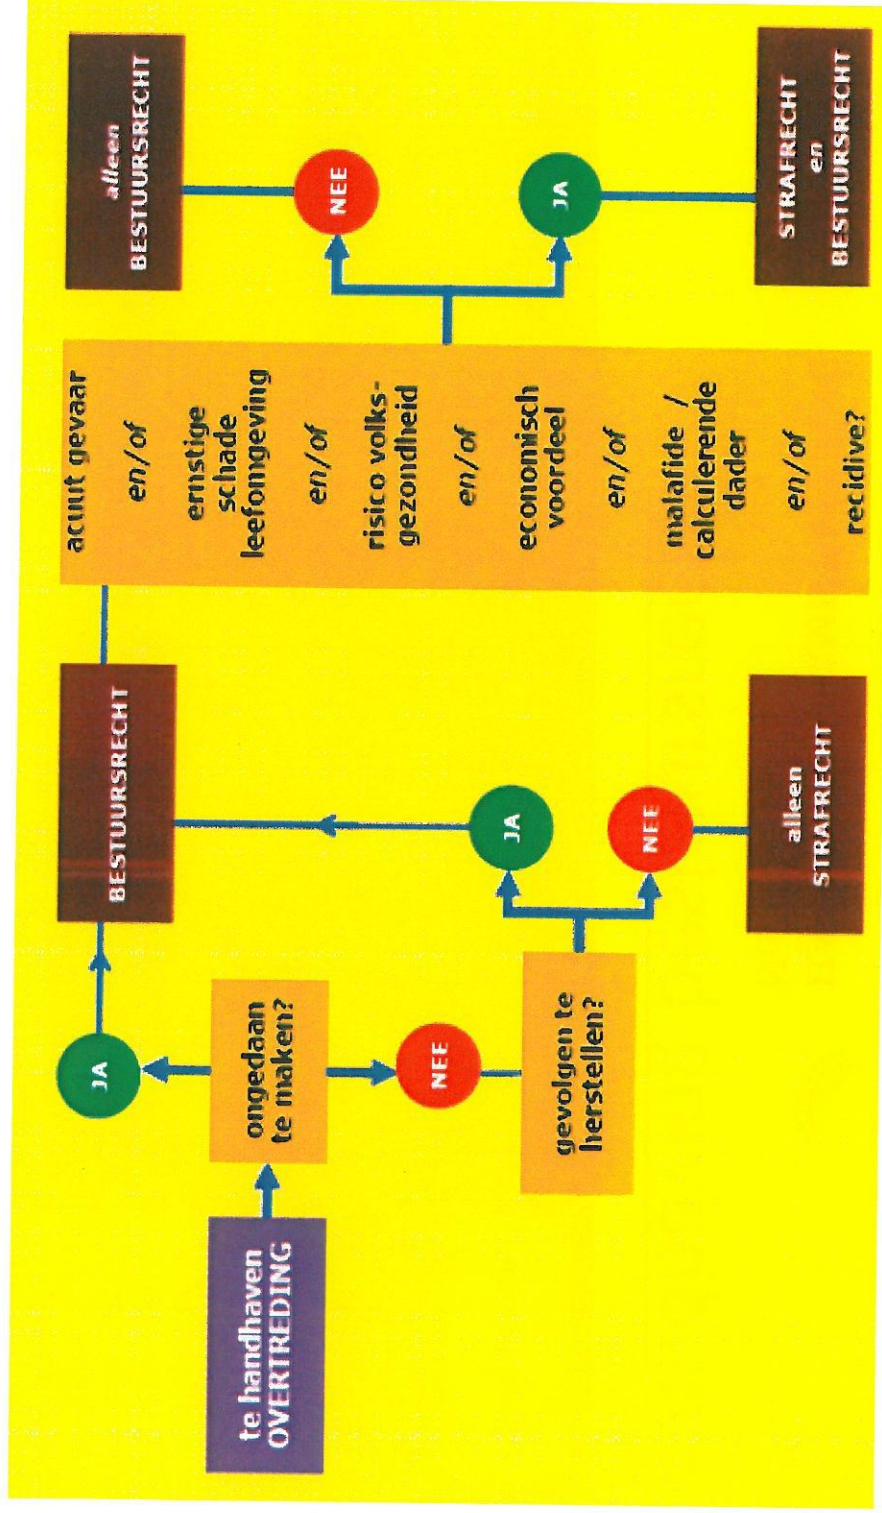 te handhaven
OVERTREDING
JA
ongedaan
te maken?
NEE
gevolgen te
herstellen?
BESTUURSRECHT
JA
NEE
alleen
STRAFRECHT
acuut gevaar
en/of
ernstige
schade
leefomgeving
en/of
risico volks-
gezondheid
en/of
economisch
voordeel
en/of
malafide /
calculerende
dader
en/of
recidive?
NEE
JA
alleen
BESTUURSRECHT
STRAFRECHT
en
BESTUURSRECHT